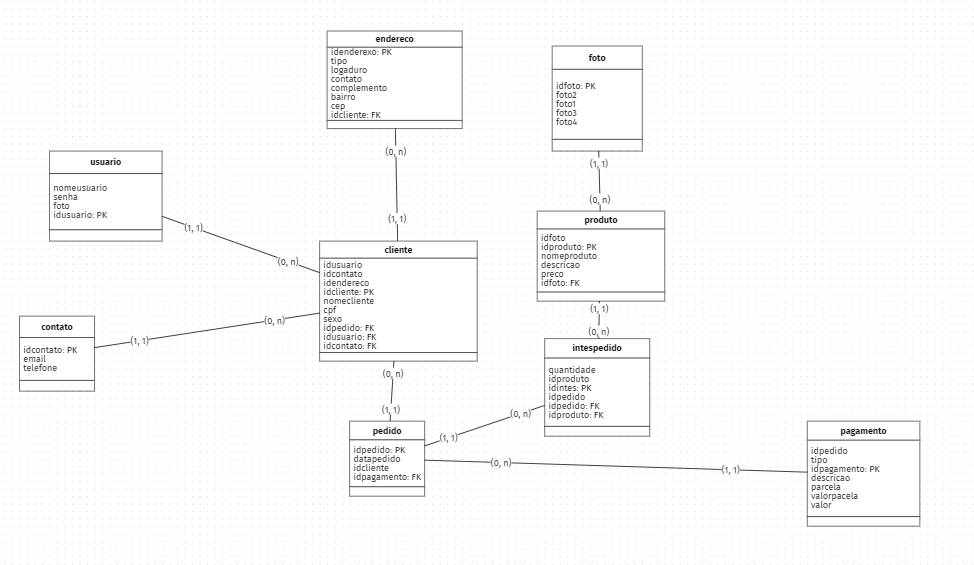 endereco
idenderexo: PK
tipo
logaduro
contato
complemento
bairro
cep
idcliente: FK
(0, n)
(1, 1)
foto
idfoto: PK
foto2
foto1
foto3
foto4
(1, 1)
(0, n)
usuario
nomeusuario
senha
foto
idusuario: PK
(1, 1)
(0, n)
produto
idfoto
idproduto: PK
nomeproduto
descricao
preco
idfoto: FK
(1, 1)
(0, n)
cliente
idusuario
idcontato
idendereco
idcliente: PK
nomecliente
cpf
sexo
idpedido: FK
idusuario: FK
idcontato: FK
(0, n)
(1, 1)
contato
idcontato: PK
email
telefone
(1, 1)
(0, n)
intespedido
quantidade
idproduto
idintes: PK
idpedido
idpedido: FK
idproduto: FK
(0, n)
(1, 1)
pedido
idpedido: PK
datapedido
idcliente
idpagamento: FK
(0, n)
(1, 1)
pagamento
idpedido
tipo
idpagamento: PK
descricao
parcela
valorpacela
valor